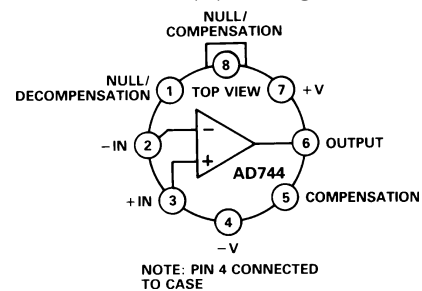 NULL/
COMPENSATION
8
NULL/
DECOMPENSATION
1
TOP VIEW
7
+V
−IN
2
−
6
OUTPUT
+
AD744
+IN
3
5
COMPENSATION
4
−V
NOTE: PIN 4 CONNECTED
TO CASE